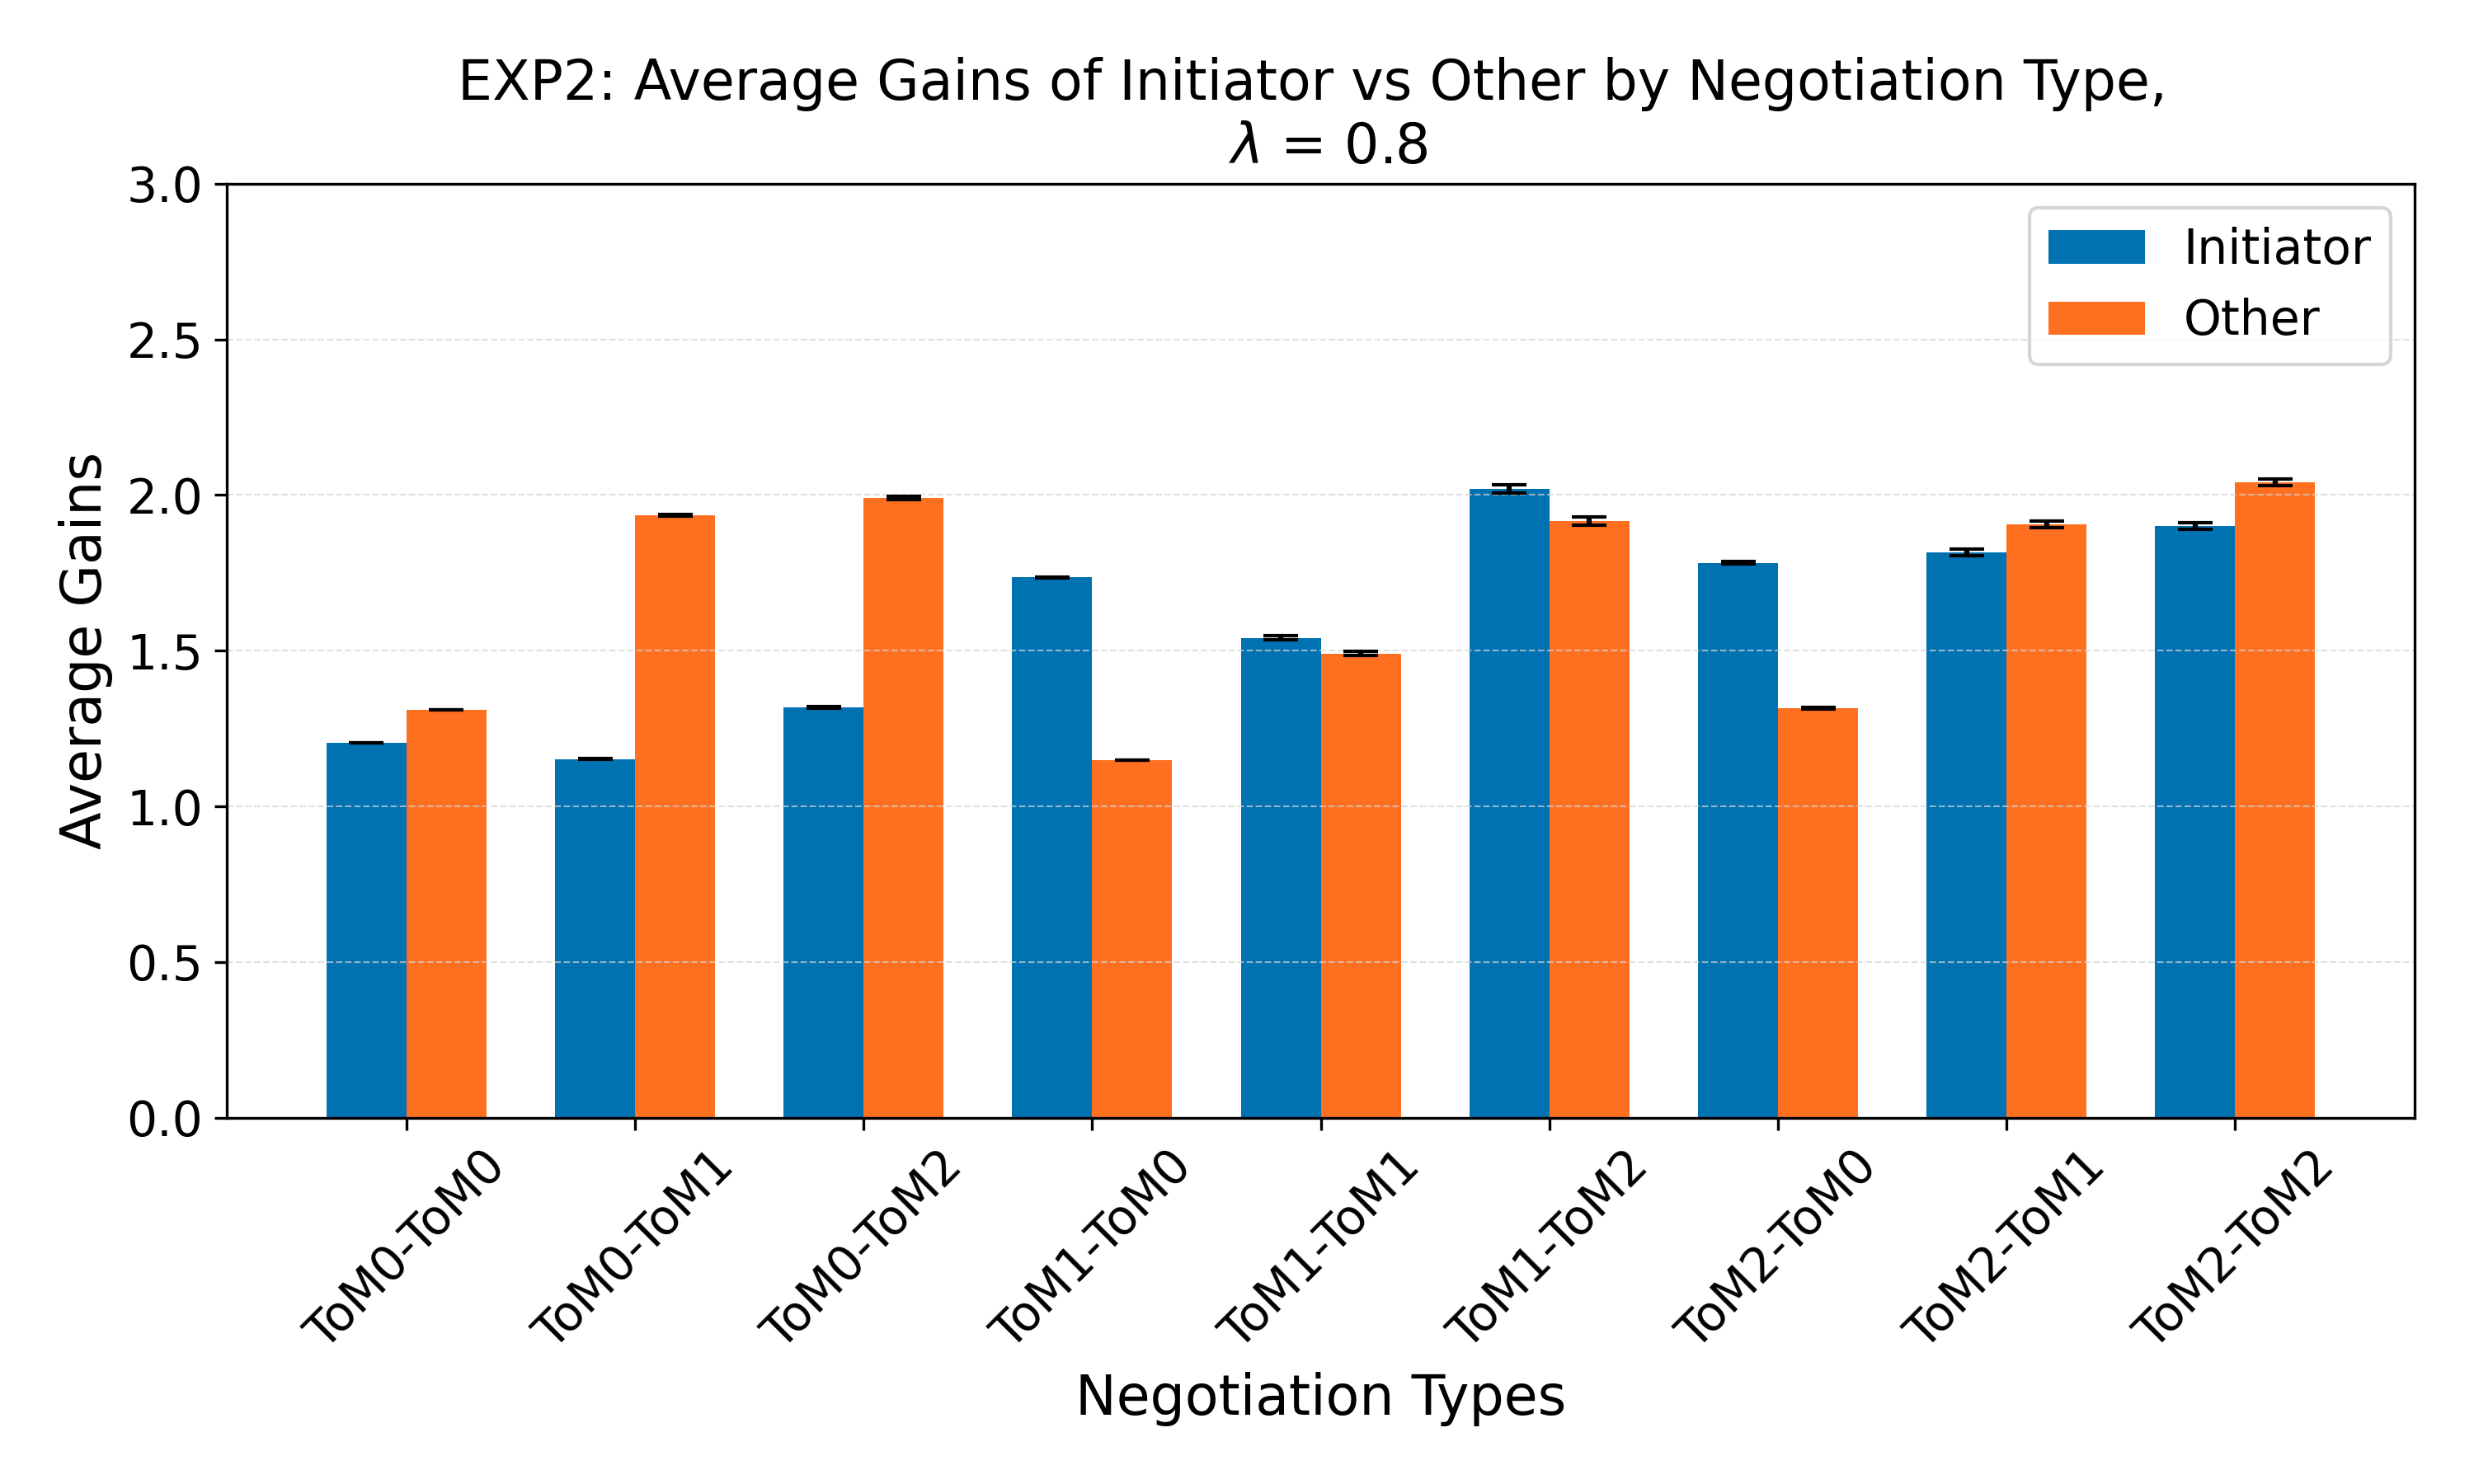 EXP2: Average Gains of Initiator vs Other by Negotiation Type,
λ = 0.8
Initiator
Other
Average Gains
3.0
2.5
2.0
1.5
1.0
0.5
0.0
ToM0-ToM0
ToM0-ToM1
ToM0-ToM2
ToM1-ToM0
ToM1-ToM1
ToM1-ToM2
ToM2-ToM0
ToM2-ToM1
ToM2-ToM2
Negotiation Types